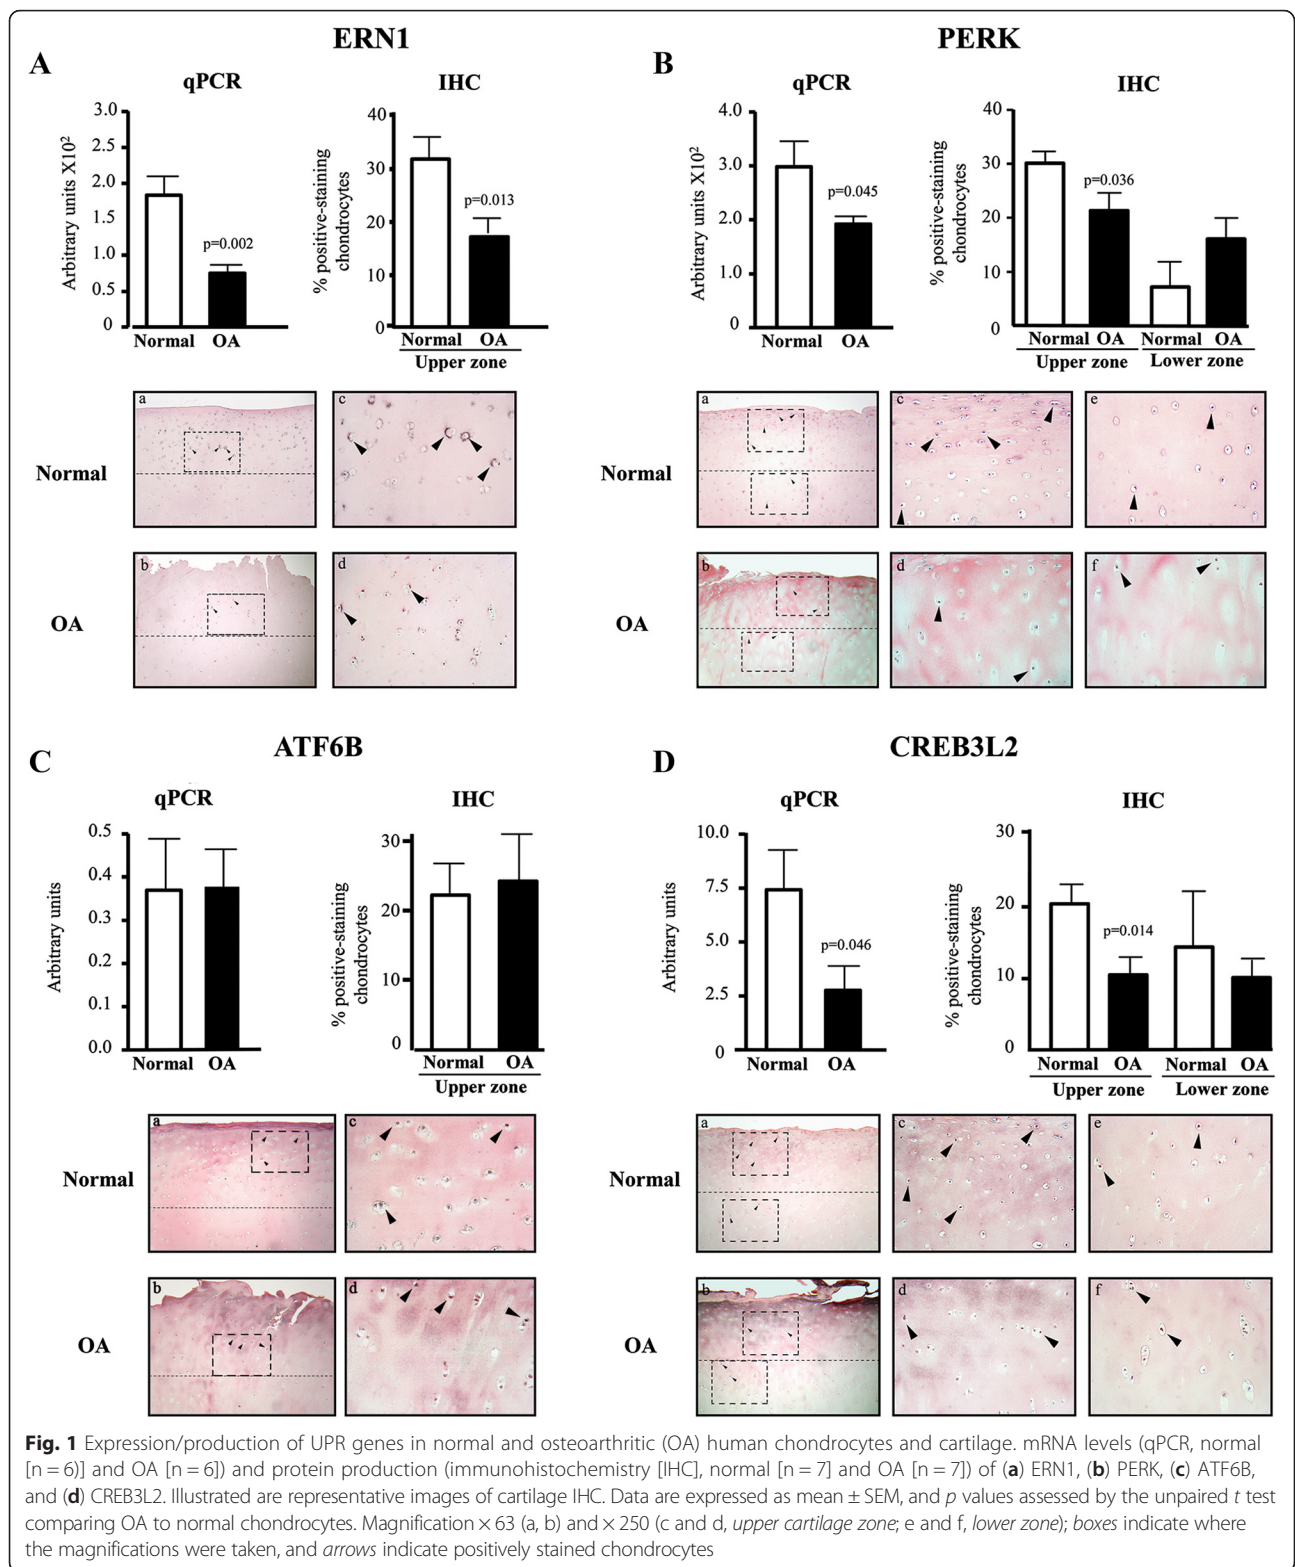 ERN1
A
qPCR
IHC
Arbitrary units X10²
3.0
2.5
2.0
1.5
1.0
0.5
0
p=0.002
Normal OA
% positive-staining
chondrocytes
40
30
20
10
0
p=0.013
Normal OA
Upper zone
Normal
a
c
OA
b
d
PERK
B
qPCR
IHC
Arbitrary units X10²
4.0
3.0
2.0
1.0
0
p=0.045
Normal OA
% positive-staining
chondrocytes
40
30
20
10
0
p=0.036
Normal OA Normal OA
Upper zone Lower zone
Normal
a
c
e
OA
b
d
f
ATF6B
C
qPCR
IHC
Arbitrary units
0.5
0.4
0.3
0.2
0.1
0.0
Normal OA
% positive-staining
chondrocytes
30
20
10
0
Normal OA
Upper zone
Normal
a
c
OA
b
d
CREB3L2
D
qPCR
IHC
Arbitrary units
10.0
7.5
5.0
2.5
0
p=0.046
Normal OA
% positive-staining
chondrocytes
30
20
10
0
p=0.014
Normal OA Normal OA
Upper zone Lower zone
Normal
a
c
e
OA
b
d
f
Fig. 1 Expression/production of UPR genes in normal and osteoarthritic (OA) human chondrocytes and cartilage. mRNA levels (qPCR, normal
[n = 6)] and OA [n = 6]) and protein production (immunohistochemistry [IHC], normal [n = 7] and OA [n = 7]) of (a) ERN1, (b) PERK, (c) ATF6B,
and (d) CREB3L2. Illustrated are representative images of cartilage IHC. Data are expressed as mean ± SEM, and p values assessed by the unpaired t test
comparing OA to normal chondrocytes. Magnification × 63 (a, b) and × 250 (c and d, upper cartilage zone; e and f, lower zone); boxes indicate where
the magnifications were taken, and arrows indicate positively stained chondrocytes